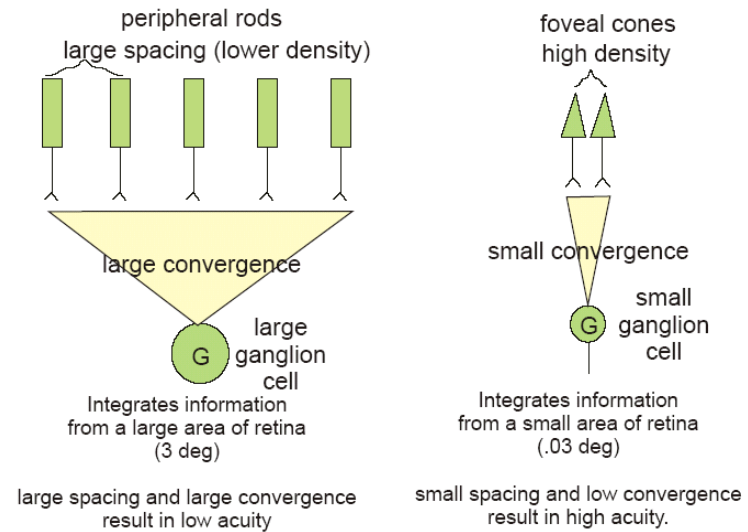 peripheral rods
large spacing (lower density)
large convergence
G
large
ganglion
cell
Integrates information
from a large area of retina
(3 deg)
large spacing and large convergence
result in low acuity
foveal cones
high density
small convergence
G
small
ganglion
cell
Integrates information
from a small area of retina
(.03 deg)
small spacing and low convergence
result in high acuity.